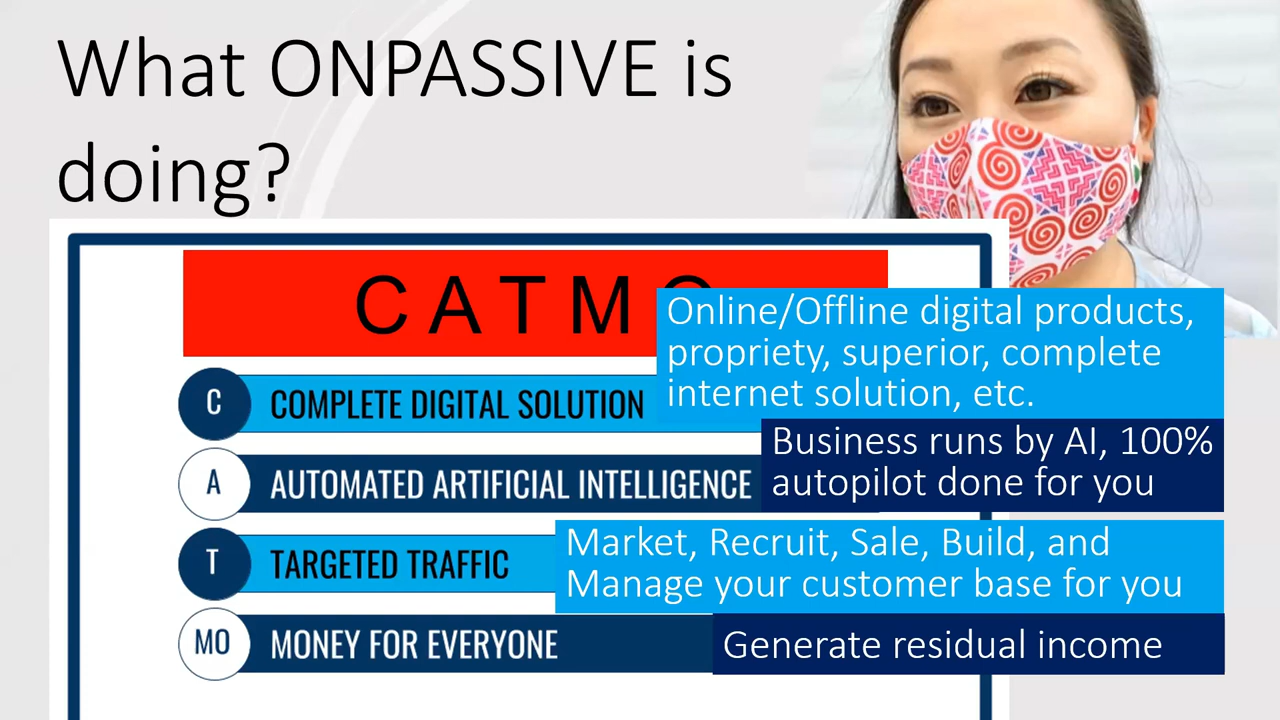 What ONPASSIVE is
doing?
CATMO
Online/Offline digital products,
propriety, superior, complete
internet solution, etc.
C COMPLETE DIGITAL SOLUTION
Business runs by AI, 100%
autopilot done for you
A AUTOMATED ARTIFICIAL INTELLIGENCE
Market, Recruit, Sale, Build, and
Manage your customer base for you
T TARGETED TRAFFIC
MO MONEY FOR EVERYONE
Generate residual income